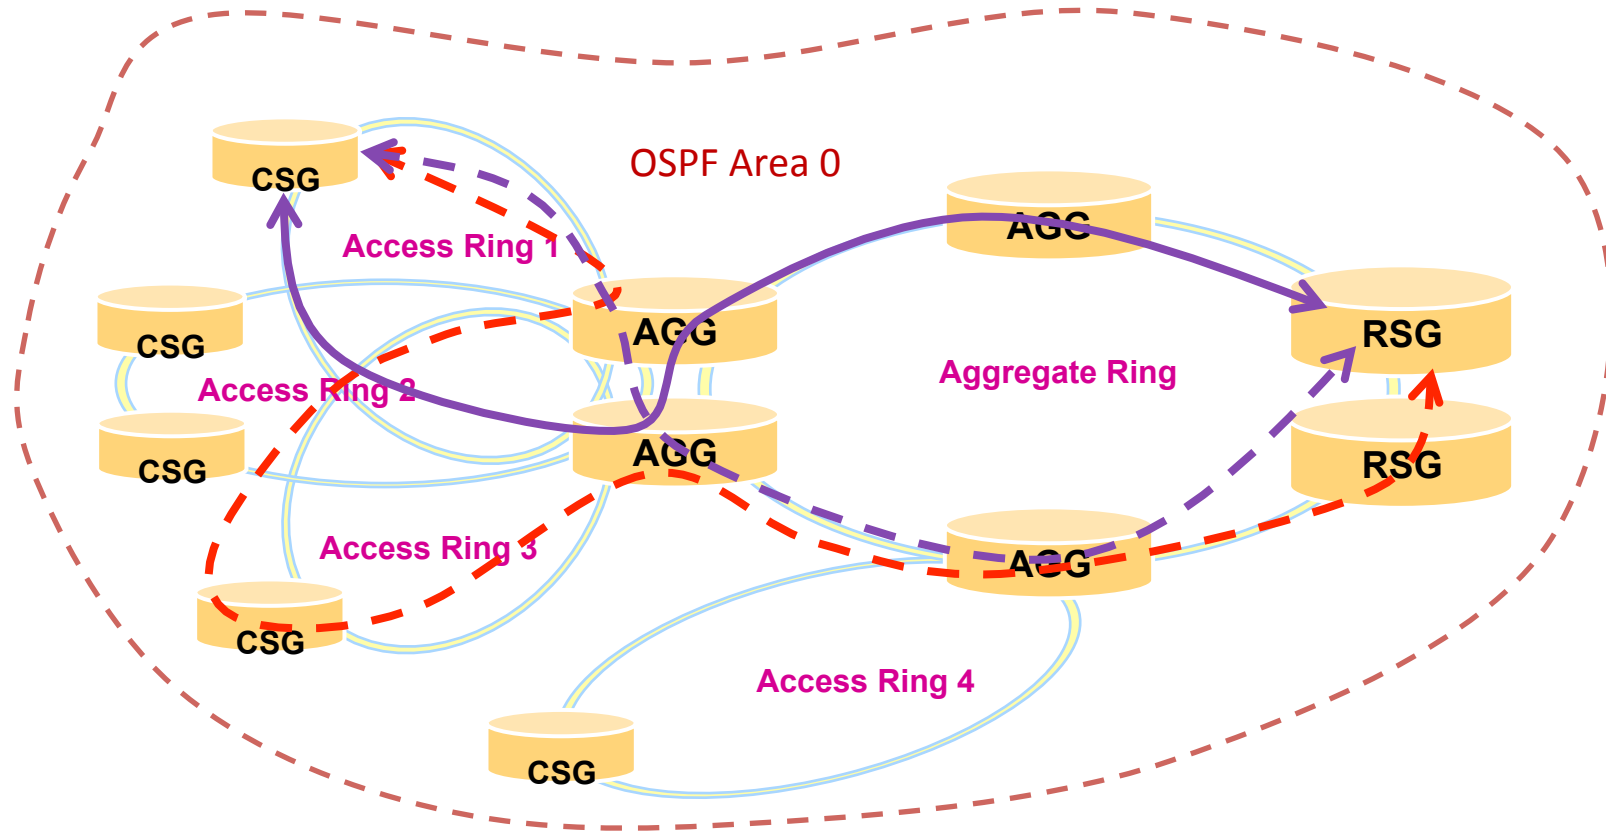 OSPF Area 0
CSG
AGG
Access Ring 1
RSG
AGG
CSG
Aggregate Ring
Access Ring 2
AGG
RSG
CSG
Access Ring 3
AGG
CSG
Access Ring 4
CSG